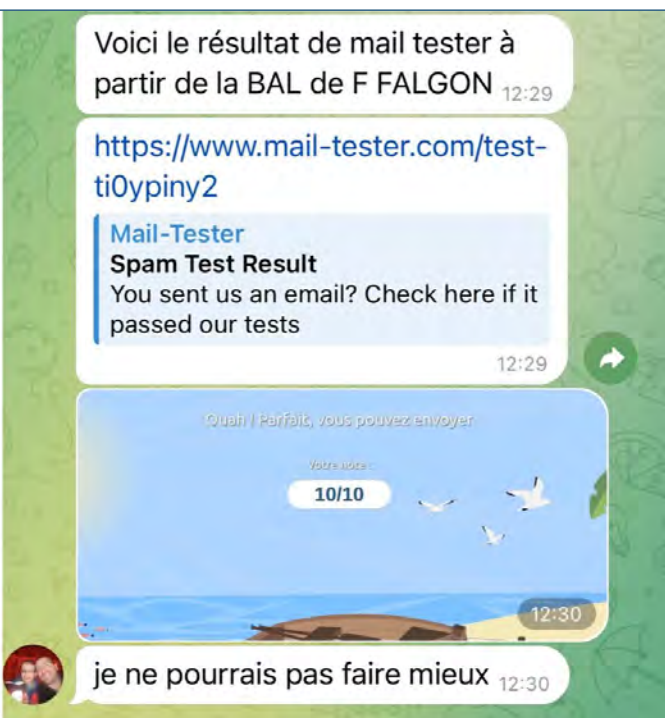 Voici le résultat de mail tester à
partir de la BAL de F FALGON 12:29
https://www.mail-tester.com/test-
ti0ypiny2
Mail-Tester
Spam Test Result
You sent us an email? Check here if it
passed our tests
12:29
Ouah ! Parfait, vous pouvez envoyer
Votre note :
10/10
12:30
je ne pourrais pas faire mieux 12:30